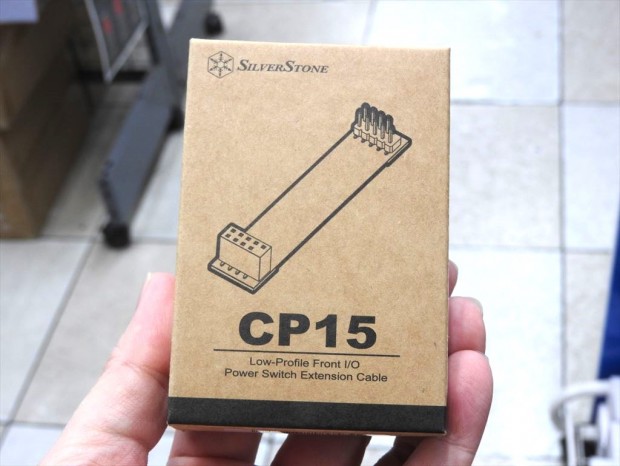 SILVERSTONE
CP15
Low-Profile Front I/O
Power Switch Extension Cable